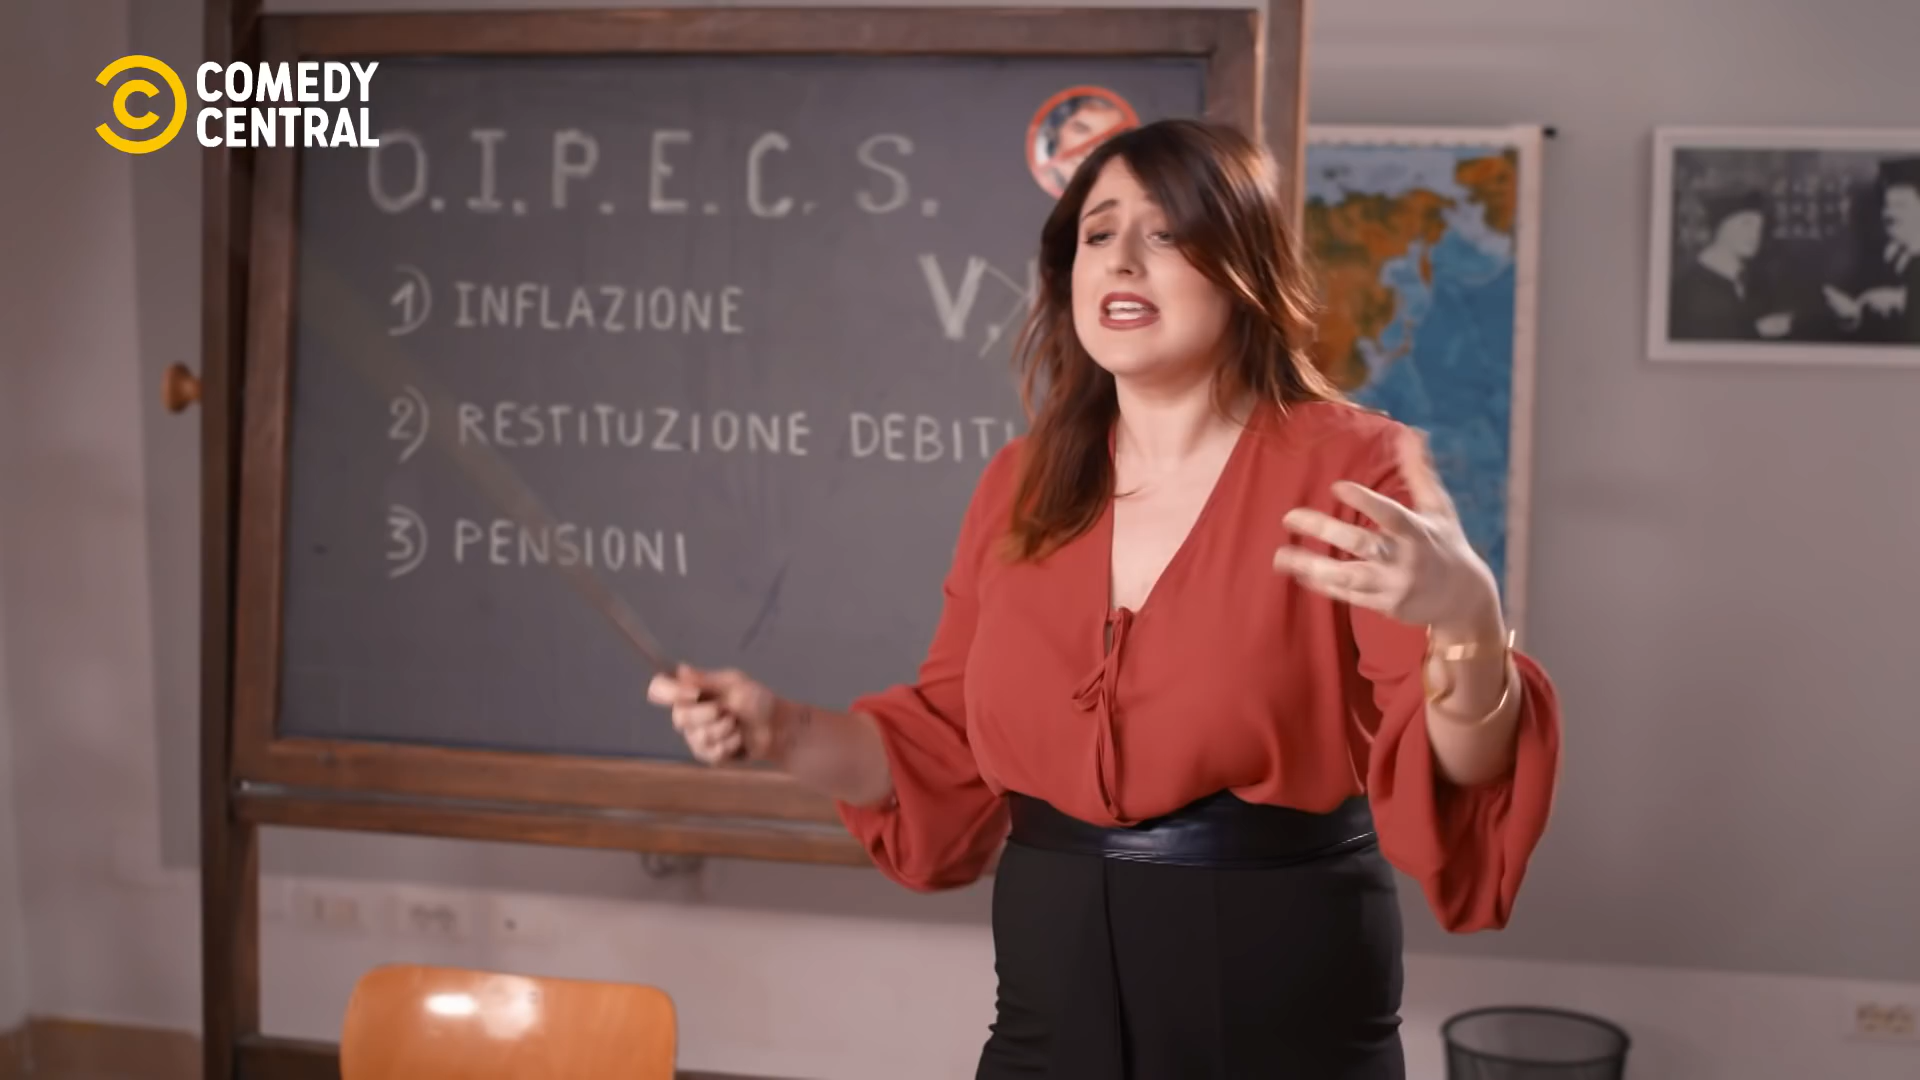 COMEDY
CENTRAL
O.I.P.E.C.S.
1) INFLAZIONE
V,
2) RESTITUZIONE DEBITI
3) PENSIONI